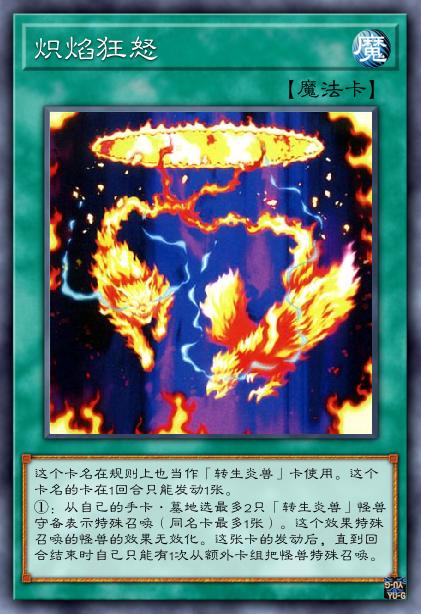 炽焰狂怒
魔
【魔法卡】
这个卡名在规则上也当作「转生炎兽」卡使用。这个
卡名的卡在1回合只能发动1张。
①：从自己的手卡·墓地选最多2只「转生炎兽」怪兽
守备表示特殊召唤（同名卡最多1张）。这个效果特殊
召唤的怪兽的效果无效化。这张卡的发动后，直到回
合结束时自己只能有1次从额外卡组把怪兽特殊召唤。